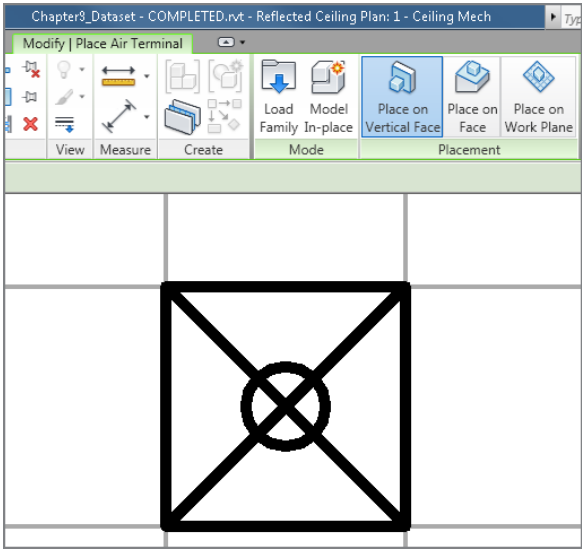 Chapter9_Dataset - COMPLETED.rvt - Reflected Ceiling Plan: 1 - Ceiling Mech
Typ
Modify | Place Air Terminal
Load Family
Model In-place
Place on Vertical Face
Place on Face
Place on Work Plane
View
Measure
Create
Mode
Placement